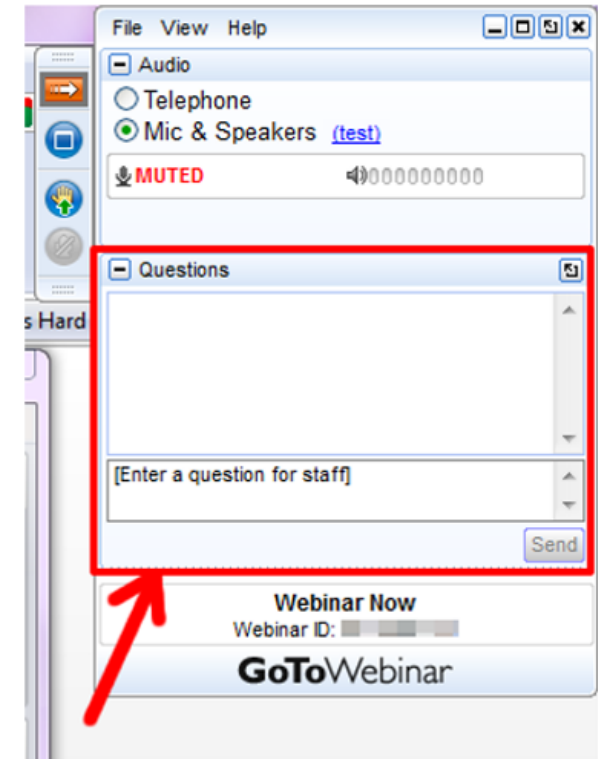 File View Help
Audio
Telephone
Mic & Speakers (test)
MUTED 000000000
Questions
s Hard
[Enter a question for staff]
Send
Webinar Now
Webinar ID:
GoToWebinar